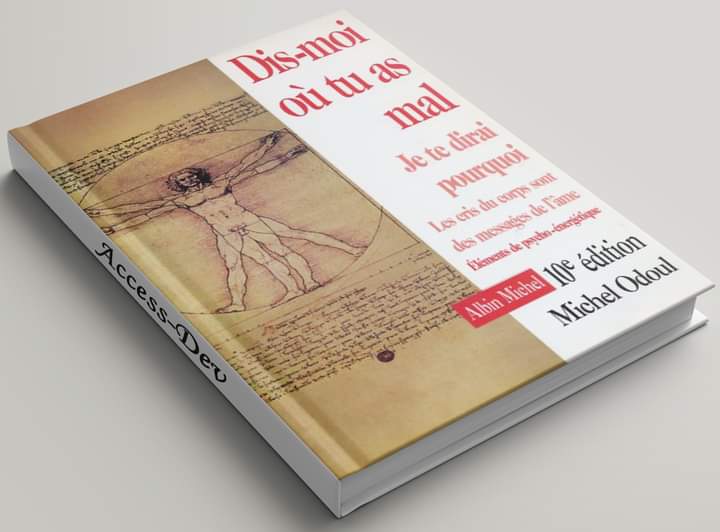 Dis-moi
où tu as
mal
Je te dirai
pourquoi
Les cris du corps sont
des messages de l'âme
Éléments de psycho-énergétique
Albin Michel
10e édition
Michel Odoul
Access-Dev